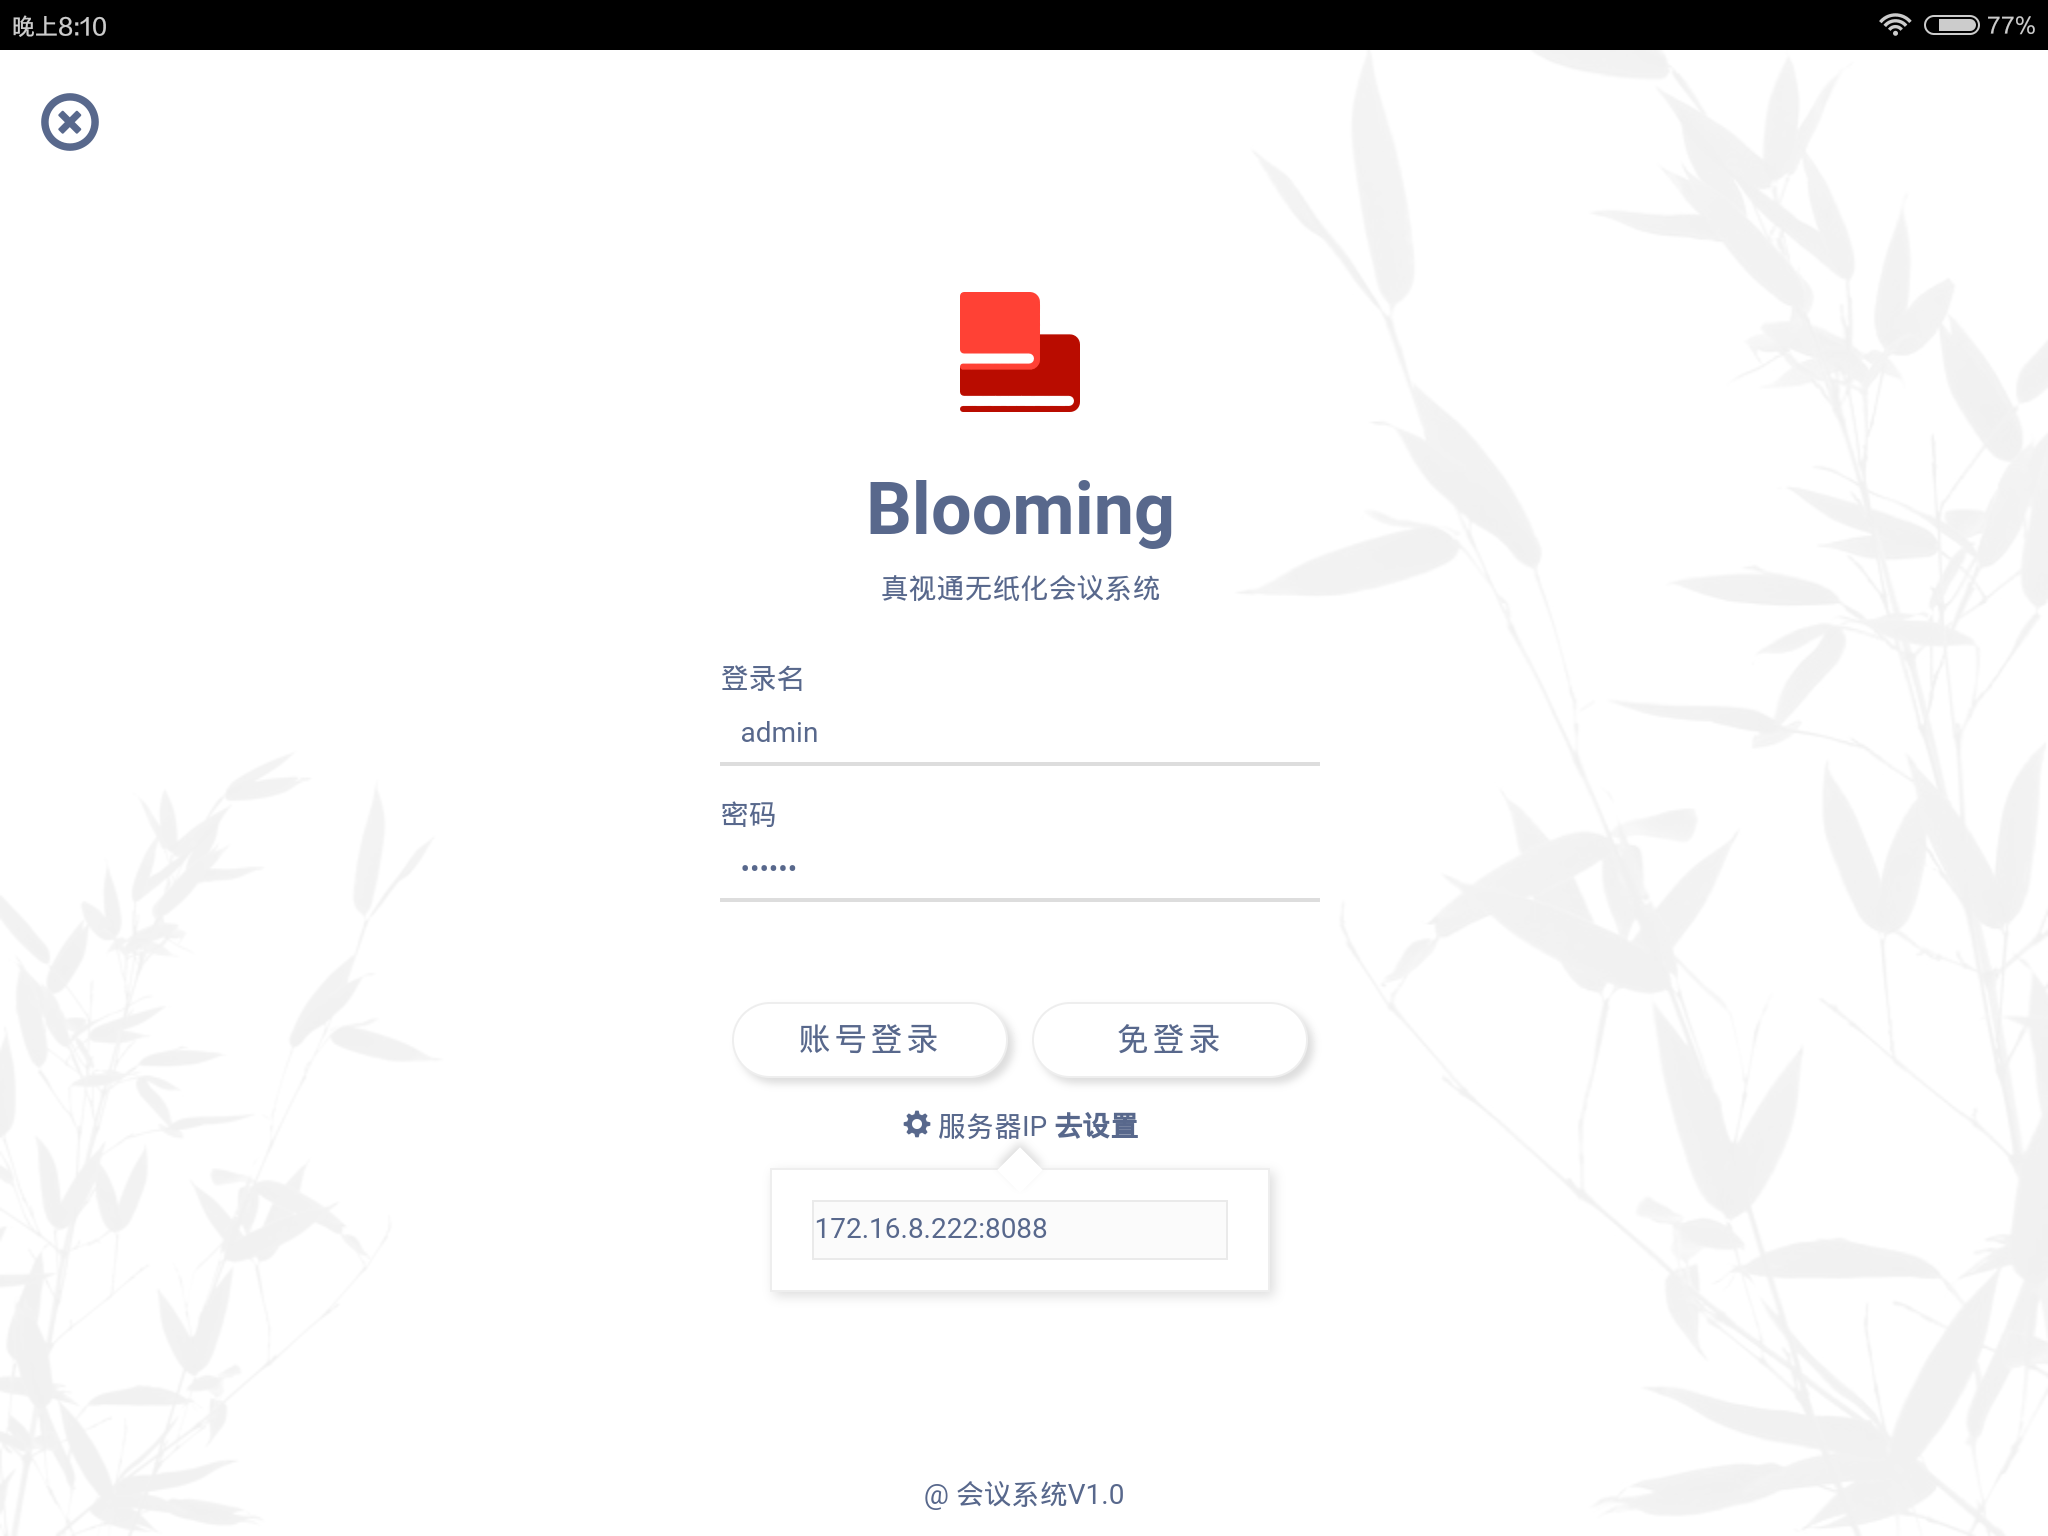 晚上8:10
77%
Blooming
真视通无纸化会议系统
登录名
admin
密码
••••••
账号登录
免登录
服务器IP 去设置
172.16.8.222:8088
@ 会议系统V1.0